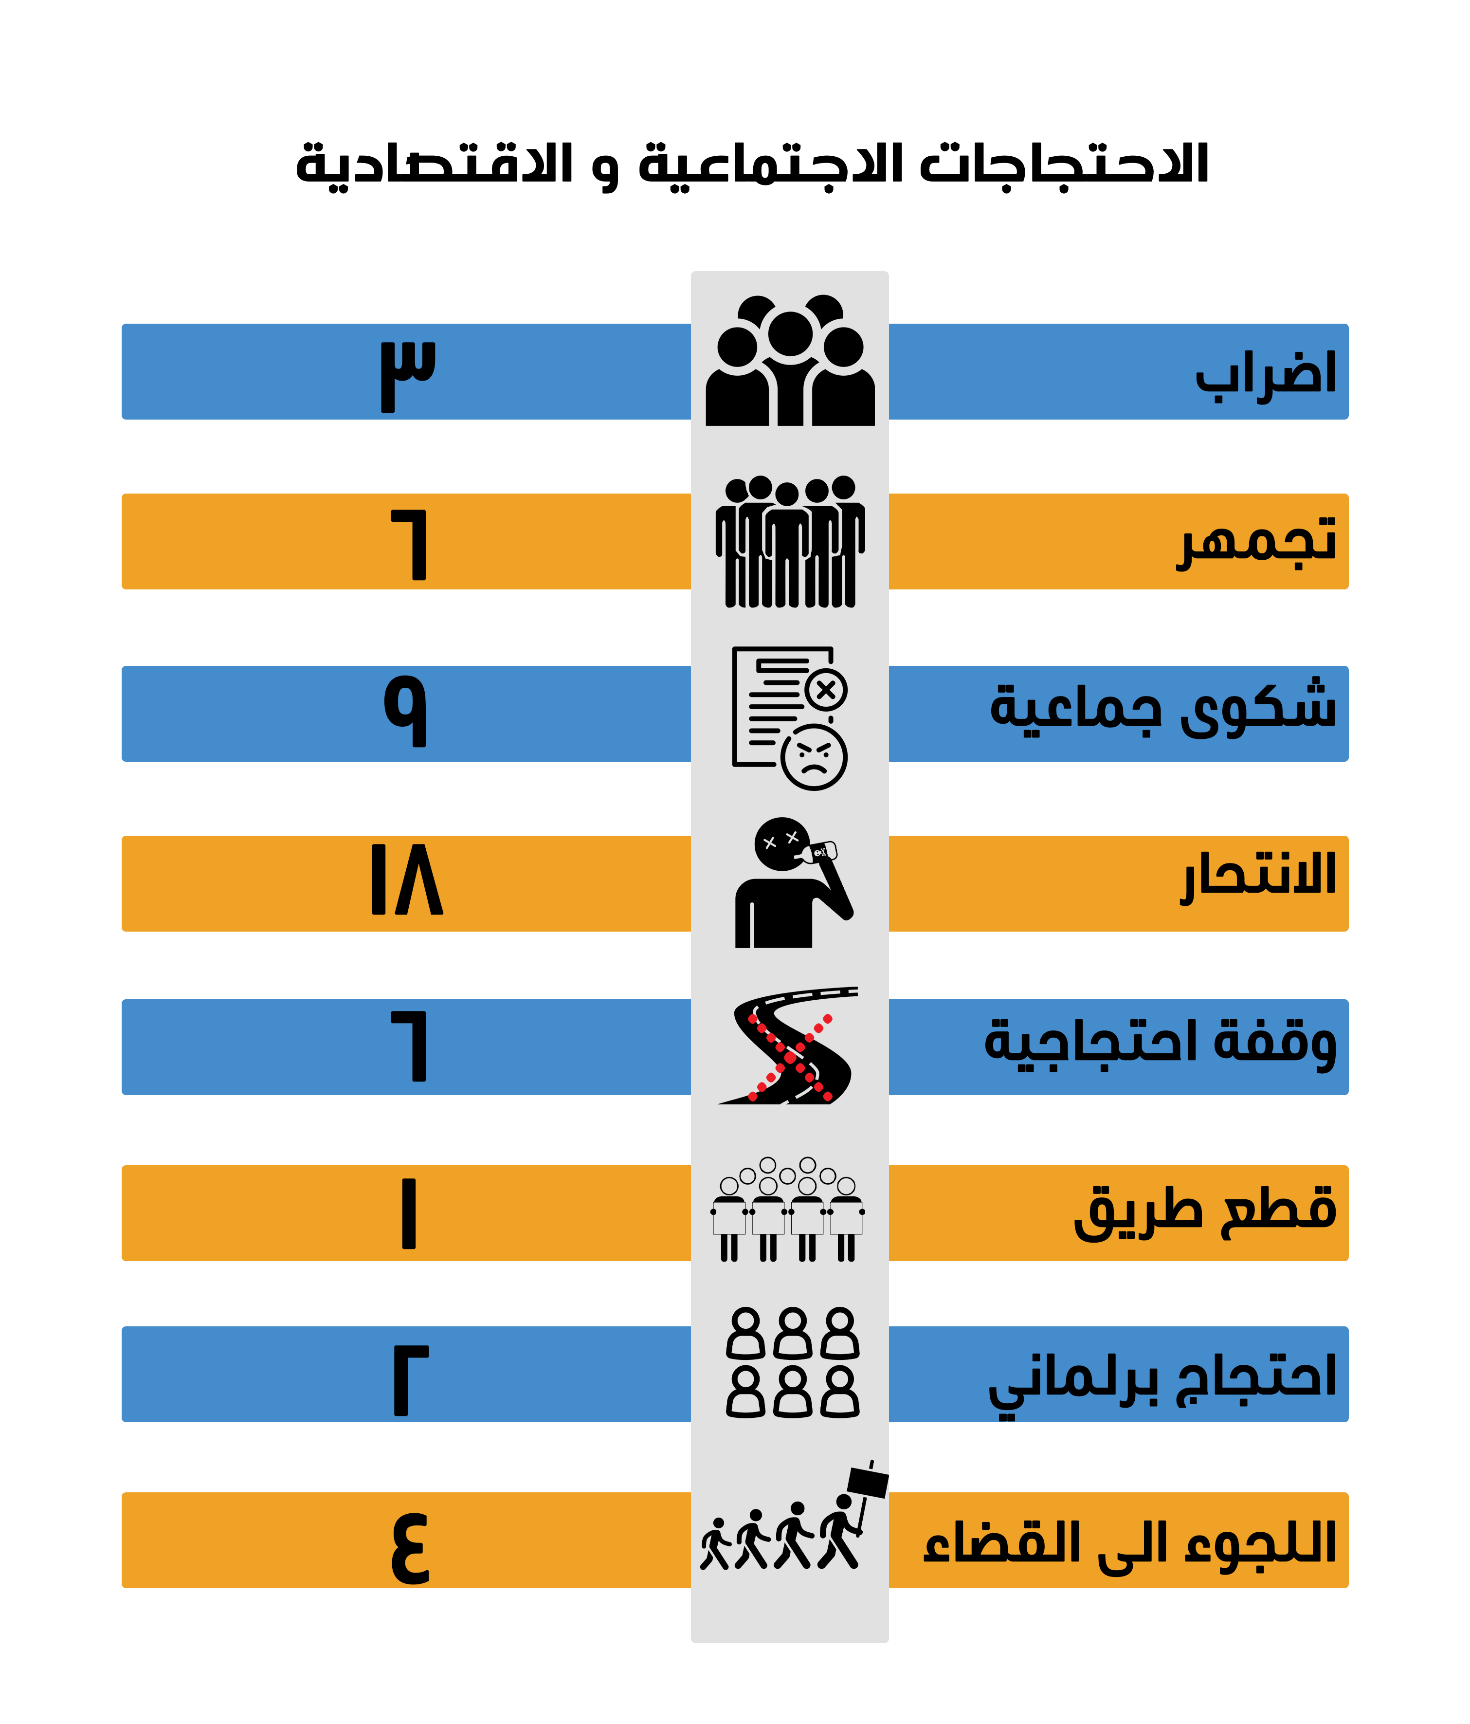 الاحتجاجات الاجتماعية و الاقتصادية
اضراب ٣
تجمهر ٦
شكوى جماعية ٩
الانتحار ١٨
وقفة احتجاجية ٦
قطع طريق ١
احتجاج برلماني ٢
اللجوء الى القضاء ٤